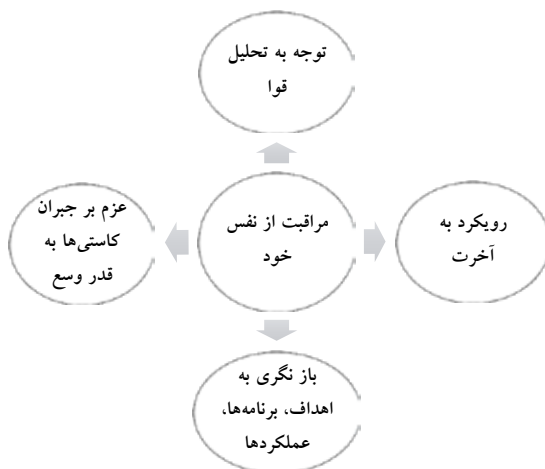 توجه به تحلیل
قوا
عزم بر جبران
کاستی‌ها به
قدر وسع
مراقبت از نفس
خود
رویکرد به
آخرت
باز نگری به
اهداف، برنامه‌ها،
عملکردها